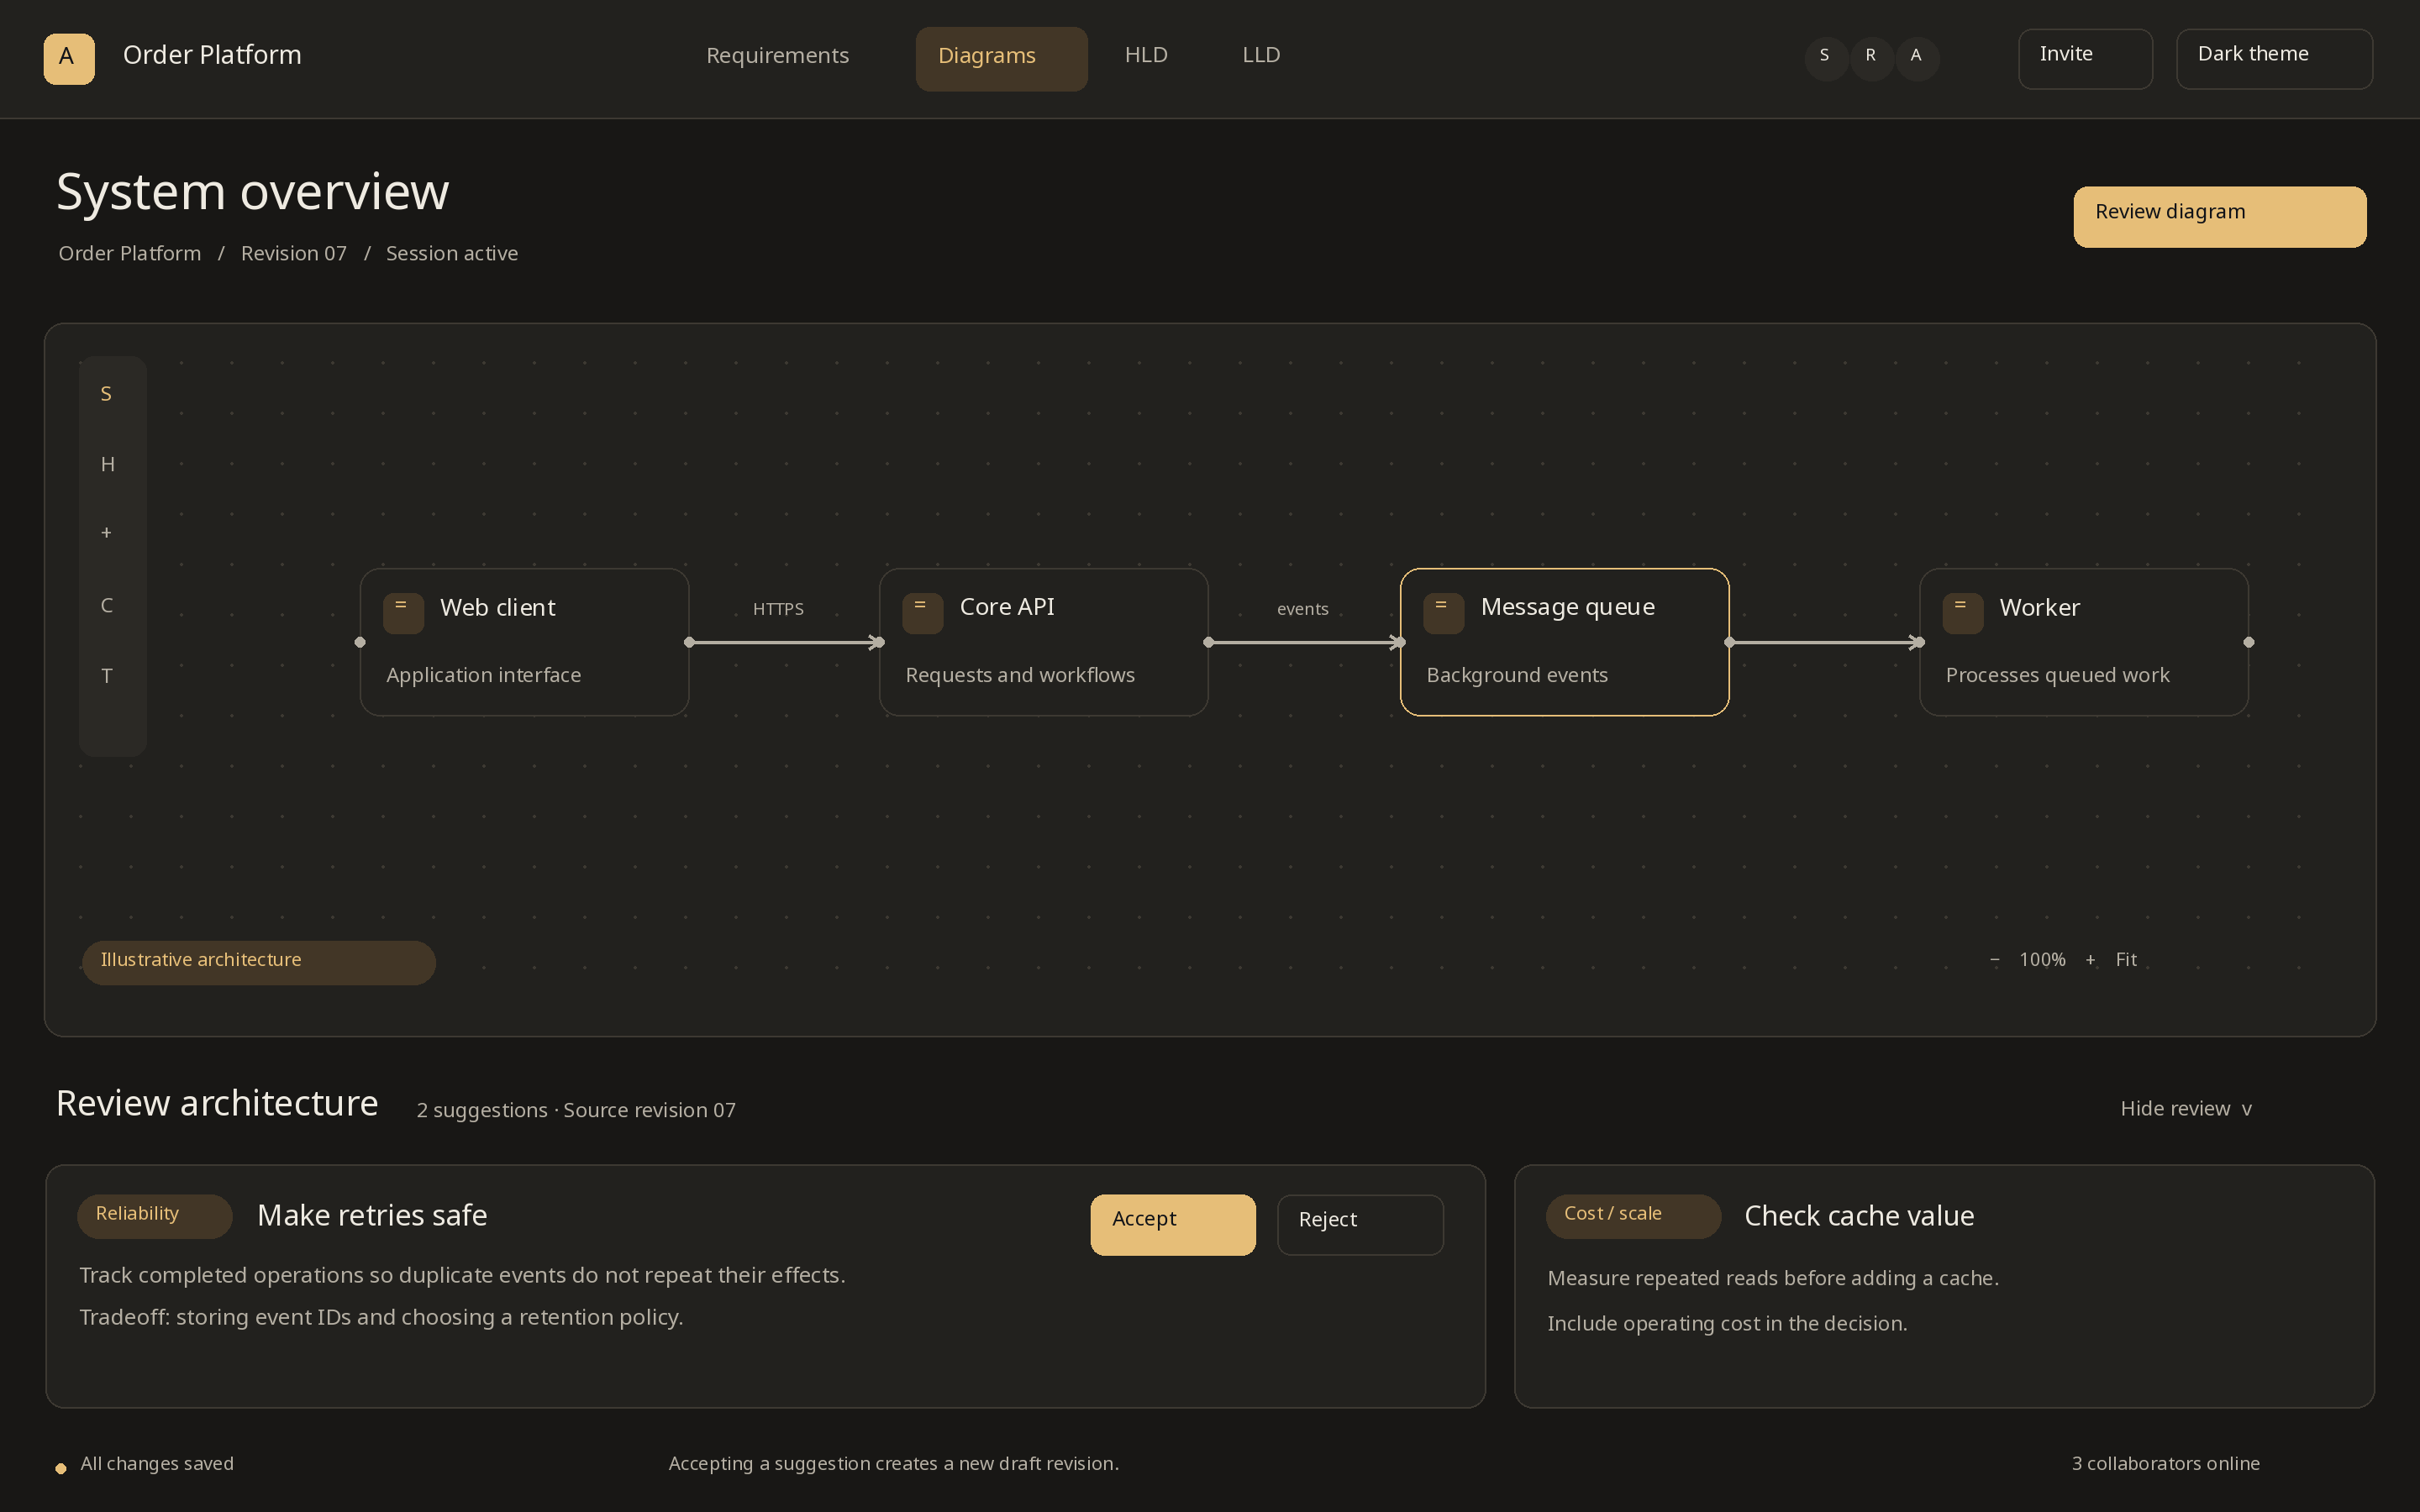 A Order Platform Requirements Diagrams HLD LLD S R A Invite Dark theme
System overview
Review diagram
Order Platform / Revision 07 / Session active
S
H
+
C
T
= Web client
Application interface
HTTPS
= Core API
Requests and workflows
events
= Message queue
Background events
= Worker
Processes queued work
Illustrative architecture
− 100% + Fit
Review architecture 2 suggestions · Source revision 07 Hide review v
Reliability Make retries safe Accept Reject
Track completed operations so duplicate events do not repeat their effects.
Tradeoff: storing event IDs and choosing a retention policy.
Cost / scale Check cache value
Measure repeated reads before adding a cache.
Include operating cost in the decision.
All changes saved Accepting a suggestion creates a new draft revision. 3 collaborators online